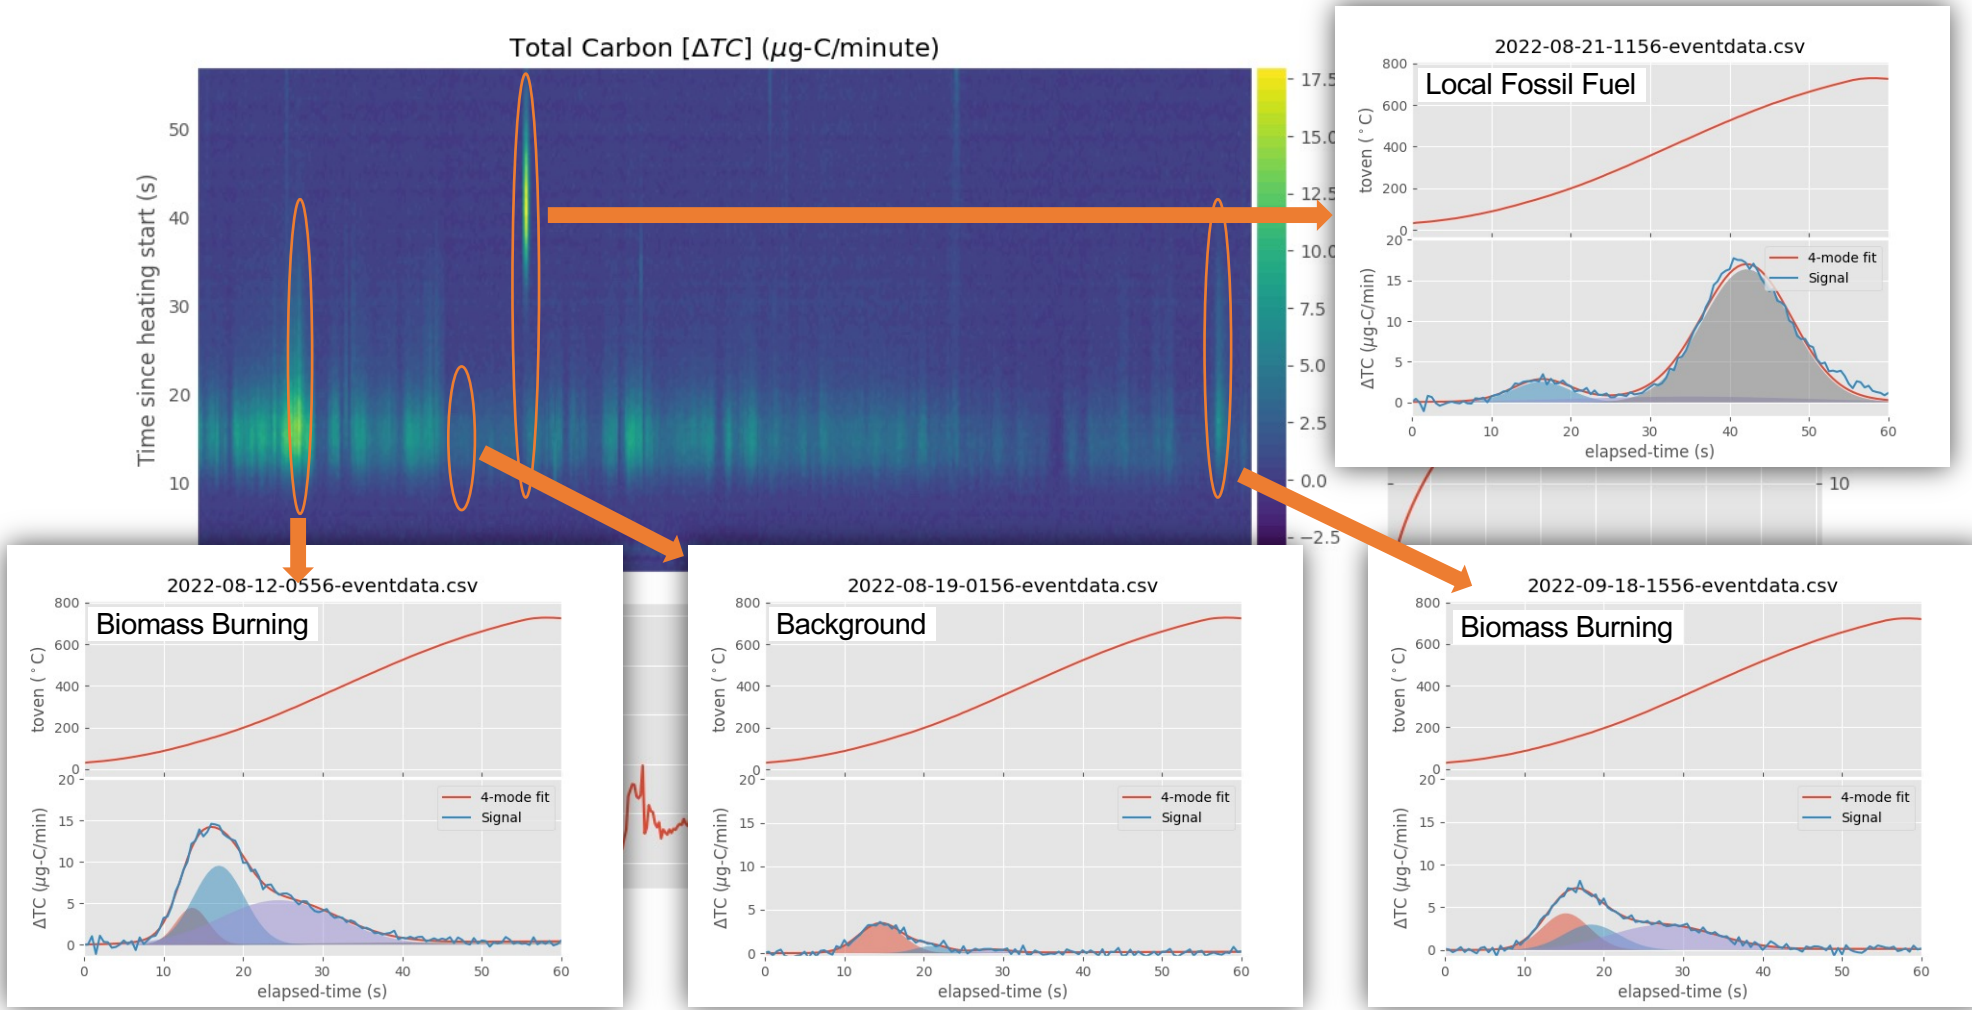 Total Carbon [ΔTC] (μg-C/minute)
Time since heating start (s)
50
40
30
20
10
17.5
15.0
12.5
10.0
7.5
5.0
2.5
0.0
−2.5
10
2022-08-21-1156-eventdata.csv
Local Fossil Fuel
toven (°C)
800
600
400
200
0
ΔTC (μg-C/min)
20
15
10
5
0
4-mode fit
Signal
0 10 20 30 40 50 60
elapsed-time (s)
2022-08-12-0556-eventdata.csv
Biomass Burning
toven (°C)
800
600
400
200
0
ΔTC (μg-C/min)
20
15
10
5
0
4-mode fit
Signal
0 10 20 30 40 50 60
elapsed-time (s)
2022-08-19-0156-eventdata.csv
Background
toven (°C)
800
600
400
200
0
ΔTC (μg-C/min)
20
15
10
5
0
4-mode fit
Signal
0 10 20 30 40 50 60
elapsed-time (s)
2022-09-18-1556-eventdata.csv
Biomass Burning
toven (°C)
800
600
400
200
0
ΔTC (μg-C/min)
20
15
10
5
0
4-mode fit
Signal
0 10 20 30 40 50 60
elapsed-time (s)